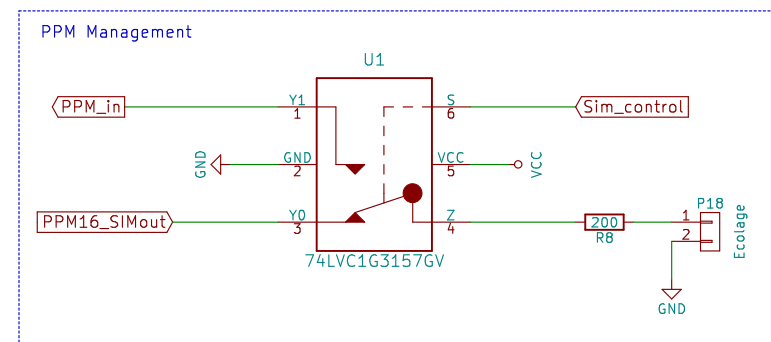 PPM Management
U1
PPM_in
Y1
1
S
6
Sim_control
GND
GND
2
VCC
5
VCC
PPM16_SIMout
Y0
3
Z
4
200
R8
P18
1
2
Ecolage
74LVC1G3157GV
GND